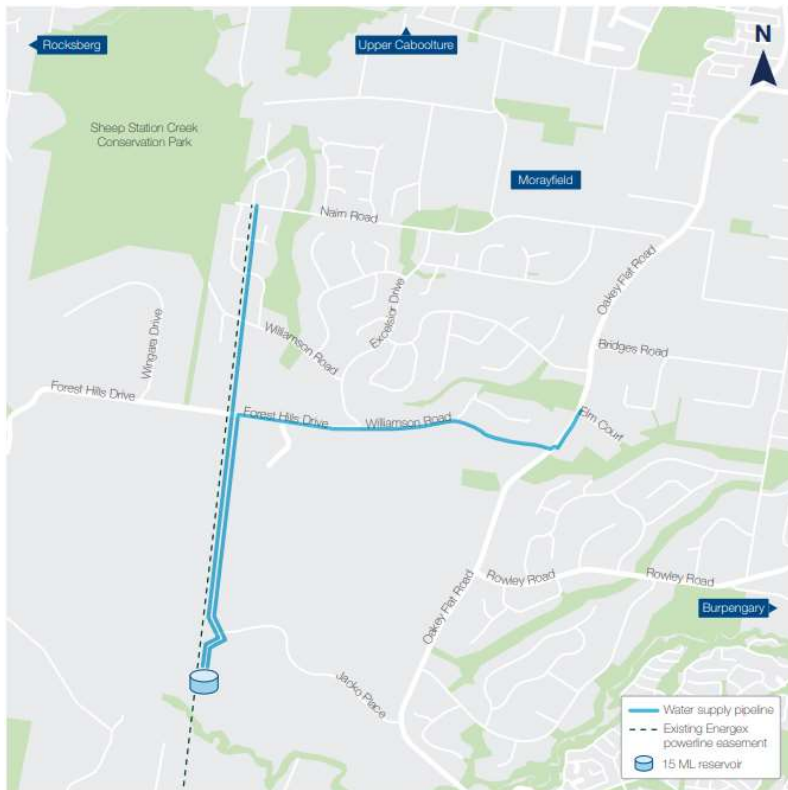 Rocksberg
Upper Caboolture
N
Sheep Station Creek
Conservation Park
Morayfield
Nairn Road
Oakey Flat Road
Excelsior Drive
Williamson Road
Wingara Drive
Bridges Road
Forest Hills Drive
Forest Hills Drive
Williamson Road
Elm Court
Rowley Road
Rowley Road
Oakey Flat Road
Burpengary
Jacko Place
Water supply pipeline
Existing Energex
powerline easement
15 ML reservoir